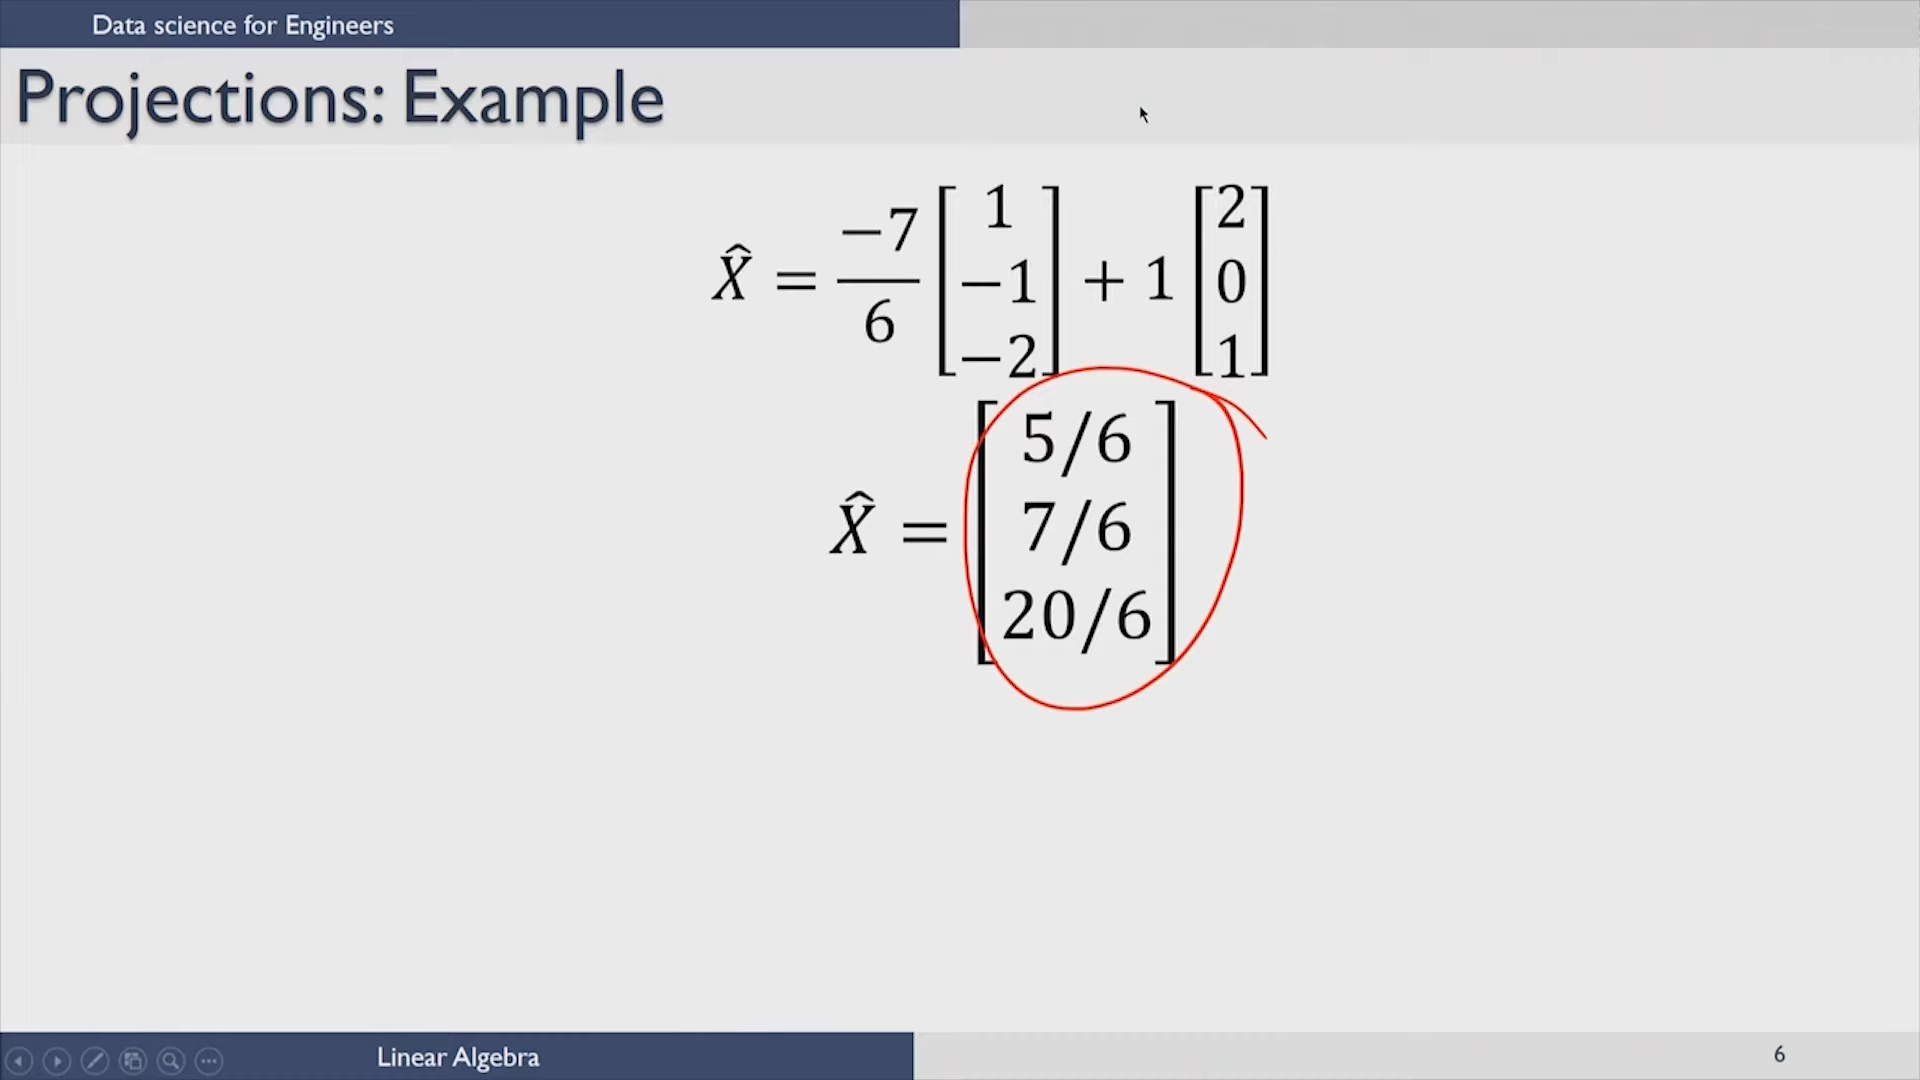 Data science for Engineers
Projections: Example
X̂ = −7/6 [1 −1 −2] + 1 [2 0 1]
X̂ = [5/6 7/6 20/6]
Linear Algebra
6